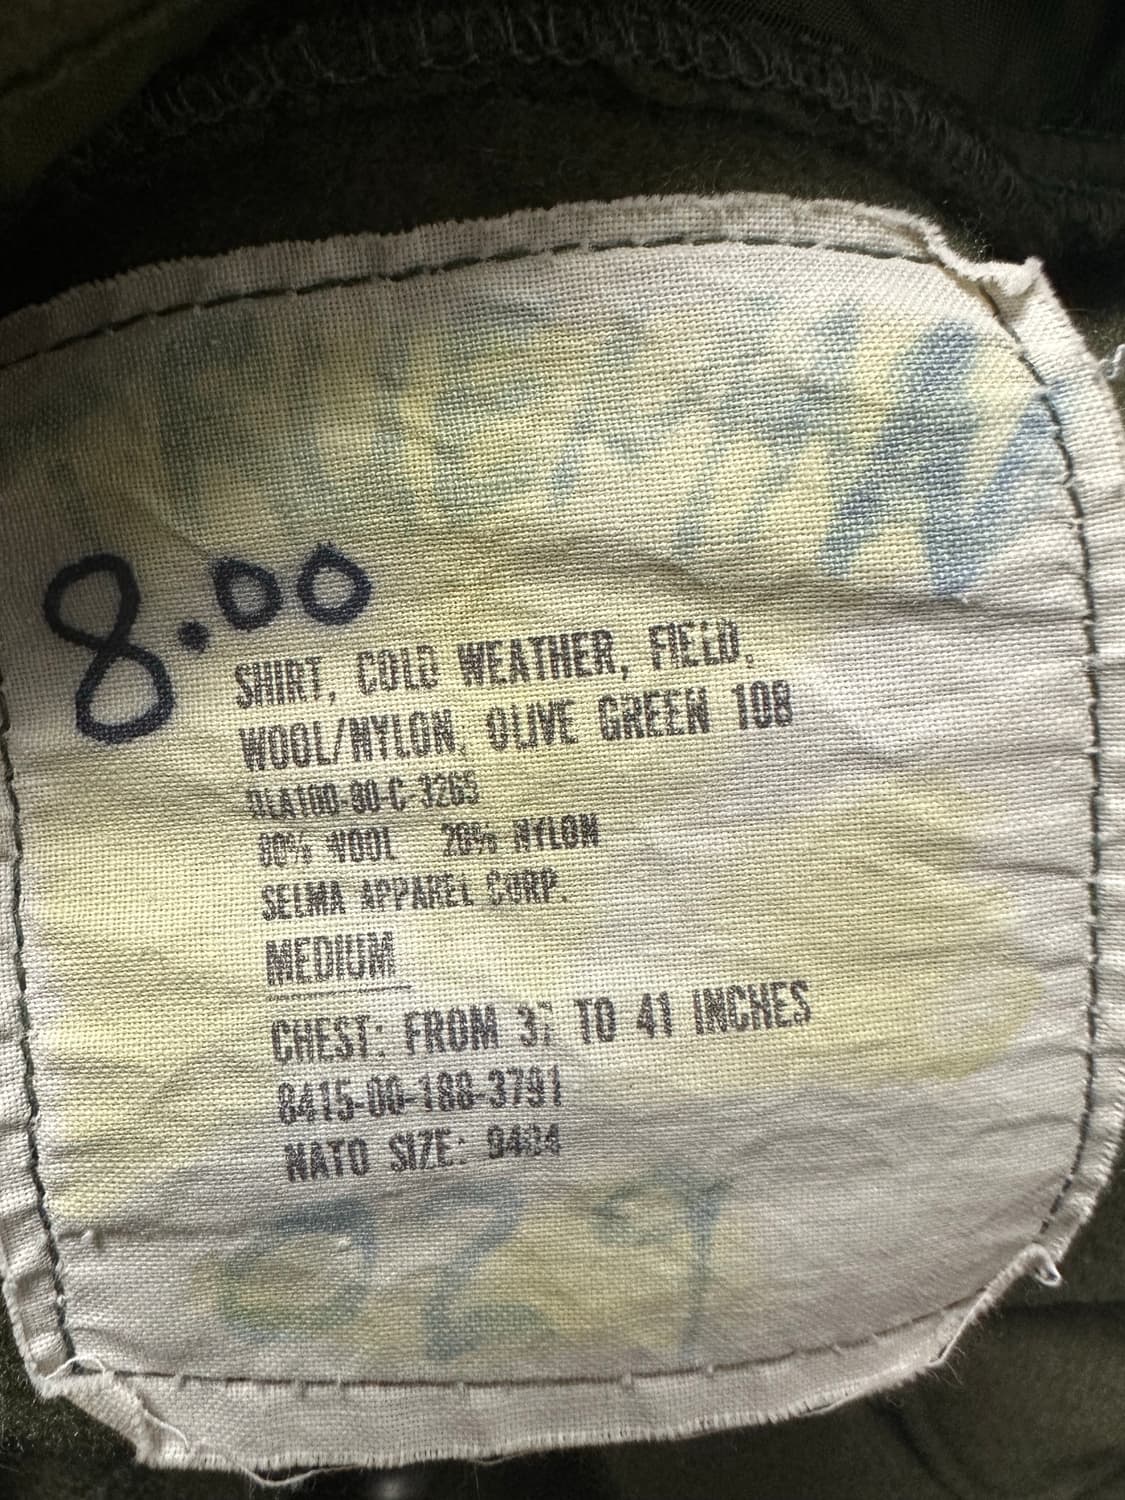 8.00
SHIRT, COLD WEATHER, FIELD,
WOOL/NYLON, OLIVE GREEN 108
DLA100-80-C-3265
80% WOOL 20% NYLON
SELMA APPAREL CORP.
MEDIUM
CHEST: FROM 37 TO 41 INCHES
8415-00-188-3791
NATO SIZE: 9404